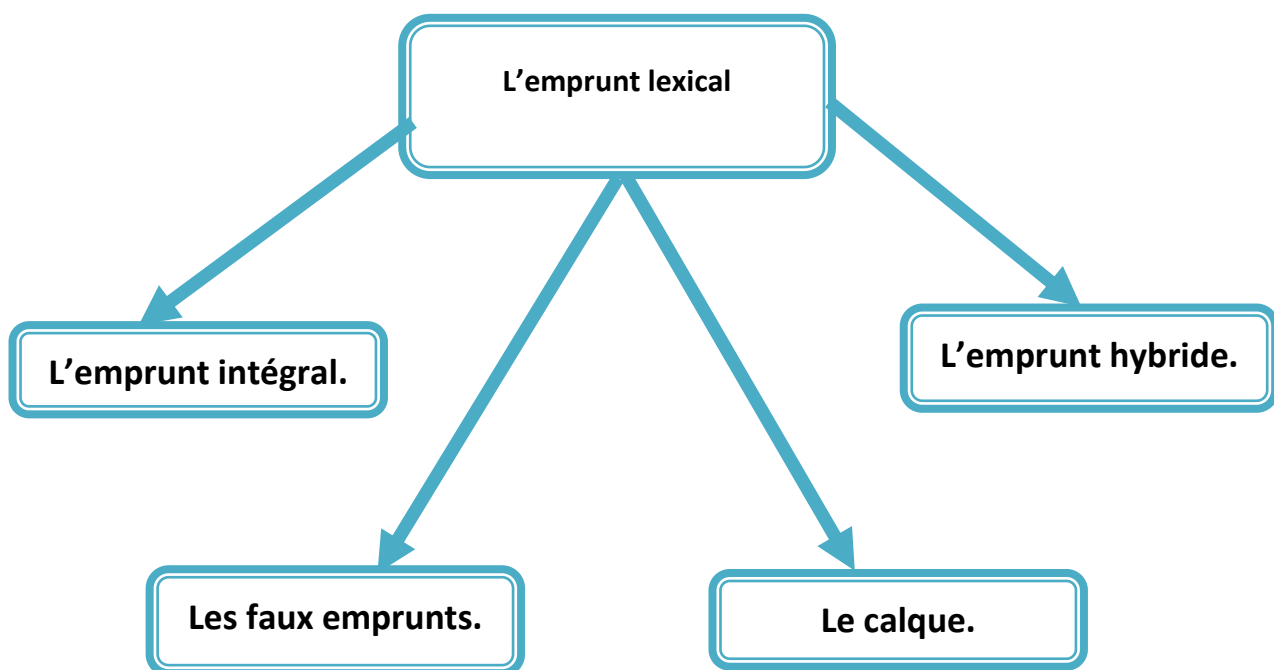 L’emprunt lexical
L’emprunt intégral.
L’emprunt hybride.
Les faux emprunts.
Le calque.